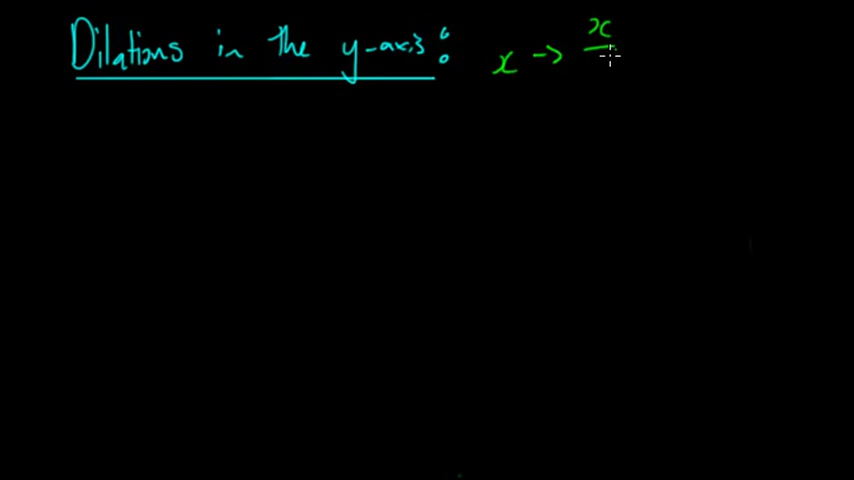 Dilations in the y-axis: x → x/